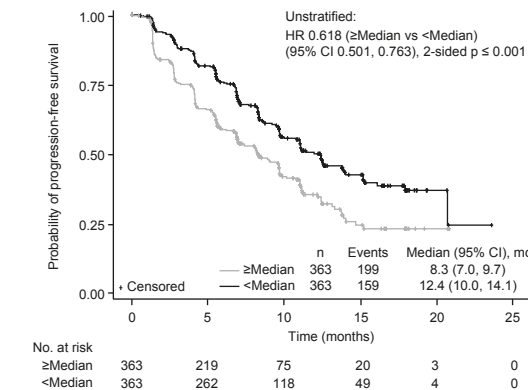 Unstratified:
HR 0.618 (≥Median vs <Median)
(95% CI 0.501, 0.763), 2-sided p ≤ 0.001
Probability of progression-free survival
1.00
0.75
0.50
0.25
0.00
n Events Median (95% CI), mo
≥Median 363 199 8.3 (7.0, 9.7)
+ Censored <Median 363 159 12.4 (10.0, 14.1)
0 5 10 15 20 25
Time (months)
No. at risk
≥Median 363 219 75 20 3 0
<Median 363 262 118 49 4 0